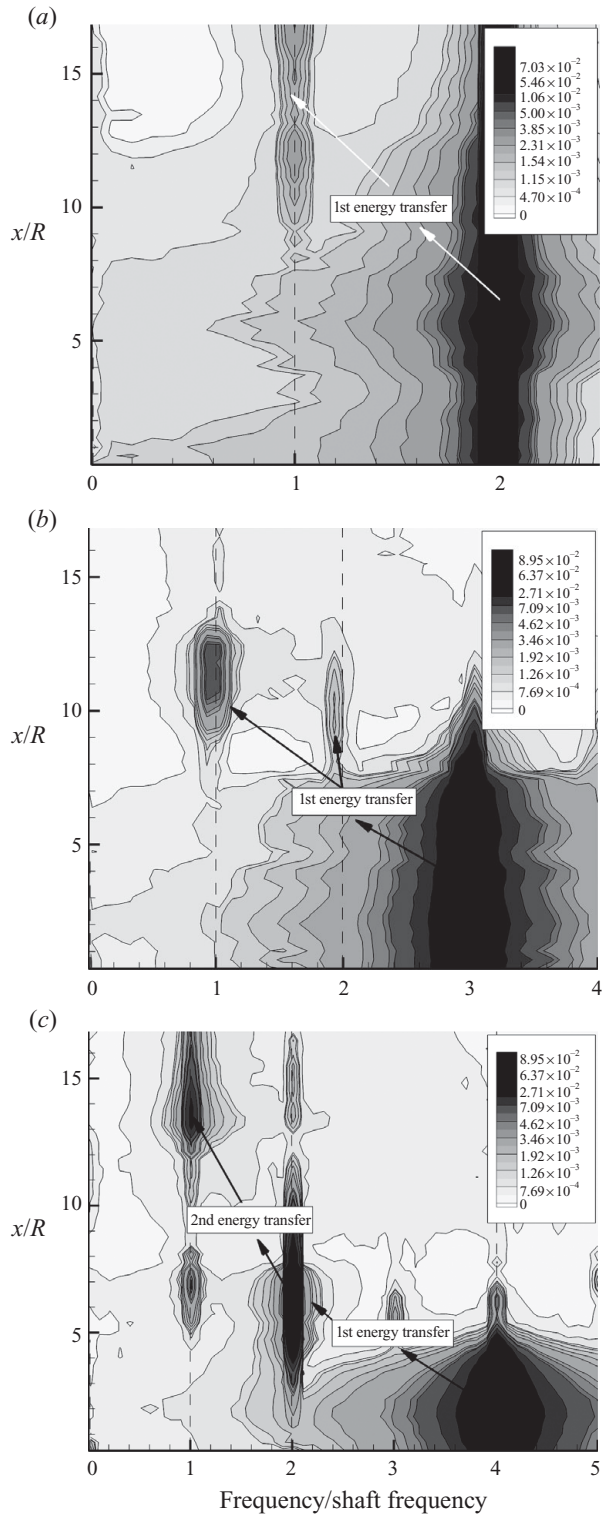 (a)
15
10
x/R
5
0
1
2
7.03 × 10⁻²
5.46 × 10⁻²
1.06 × 10⁻²
5.00 × 10⁻³
3.85 × 10⁻³
2.31 × 10⁻³
1.54 × 10⁻³
1.15 × 10⁻³
4.70 × 10⁻⁴
0
1st energy transfer
(b)
15
10
x/R
5
0
1
2
3
4
8.95 × 10⁻²
6.37 × 10⁻²
2.71 × 10⁻²
7.09 × 10⁻³
4.62 × 10⁻³
3.46 × 10⁻³
1.92 × 10⁻³
1.26 × 10⁻³
7.69 × 10⁻⁴
0
1st energy transfer
(c)
15
10
x/R
5
0
1
2
3
4
5
8.95 × 10⁻²
6.37 × 10⁻²
2.71 × 10⁻²
7.09 × 10⁻³
4.62 × 10⁻³
3.46 × 10⁻³
1.92 × 10⁻³
1.26 × 10⁻³
7.69 × 10⁻⁴
0
2nd energy transfer
1st energy transfer
Frequency/shaft frequency